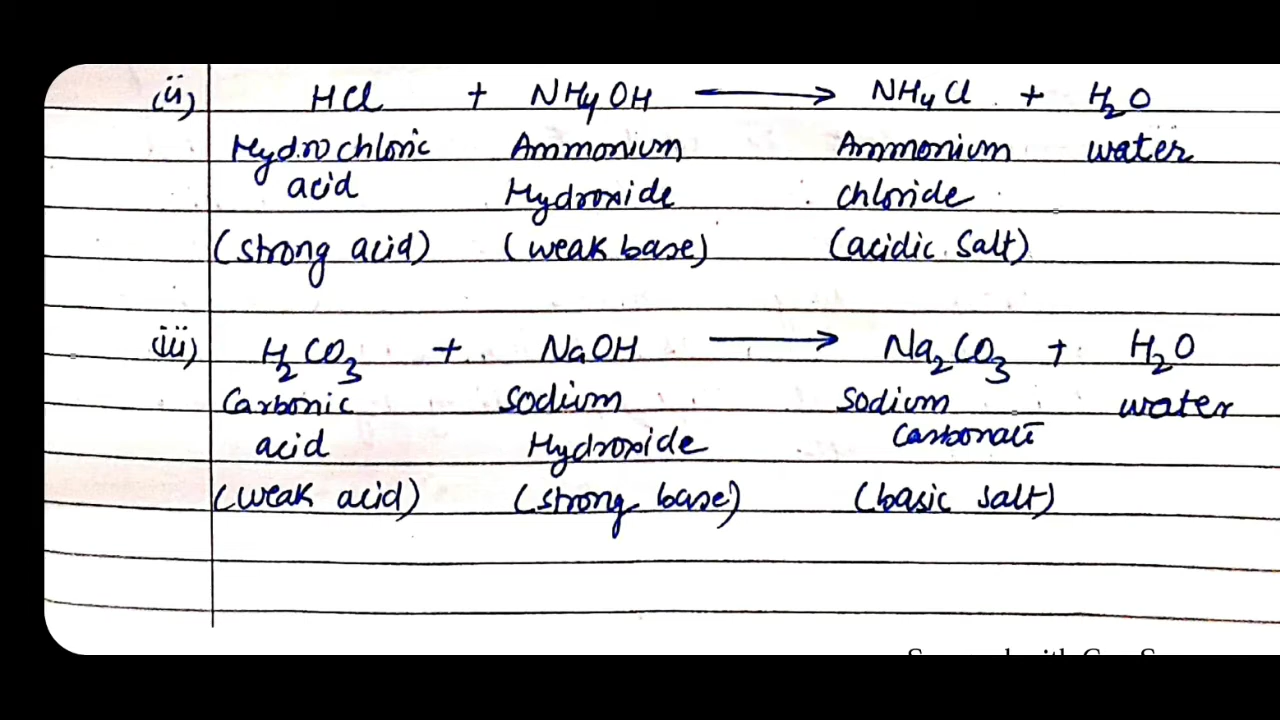 (ii) HCl + NH4OH ⟶ NH4Cl + H2O
Hydrochloric Ammonium Ammonium water
acid Hydroxide chloride
(strong acid) (weak base) (acidic salt)
(iii) H2CO3 + NaOH ⟶ Na2CO3 + H2O
Carbonic sodium sodium water
acid Hydroxide Carbonate
(weak acid) (strong base) (basic salt)